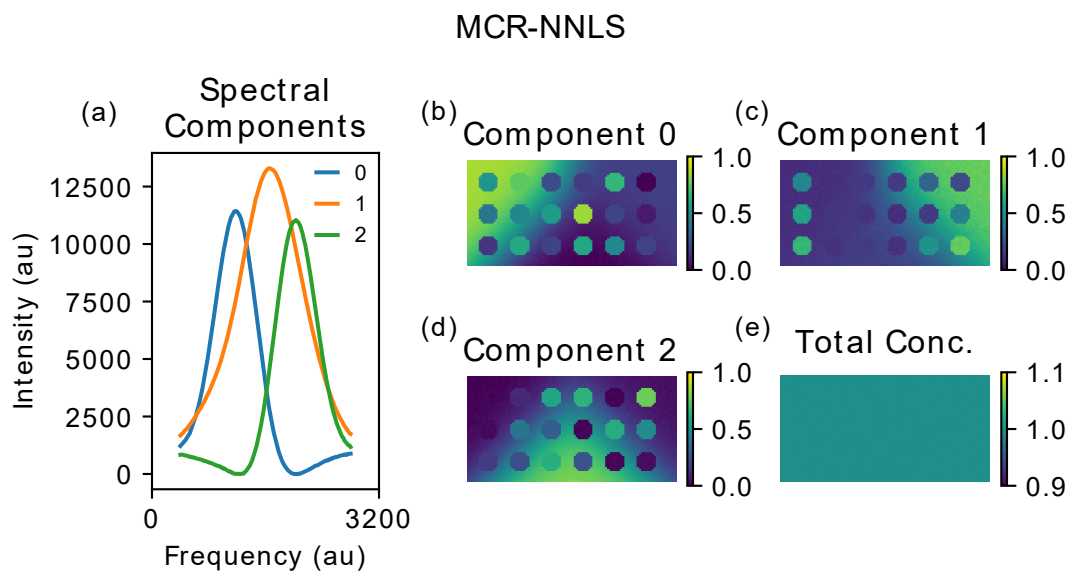 MCR-NNLS
(a)
Spectral
Components
Intensity (au)
12500
10000
7500
5000
2500
0
0
1
2
0
3200
Frequency (au)
(b)
Component 0
1.0
0.5
0.0
(c)
Component 1
1.0
0.5
0.0
(d)
Component 2
1.0
0.5
0.0
(e)
Total Conc.
1.1
1.0
0.9